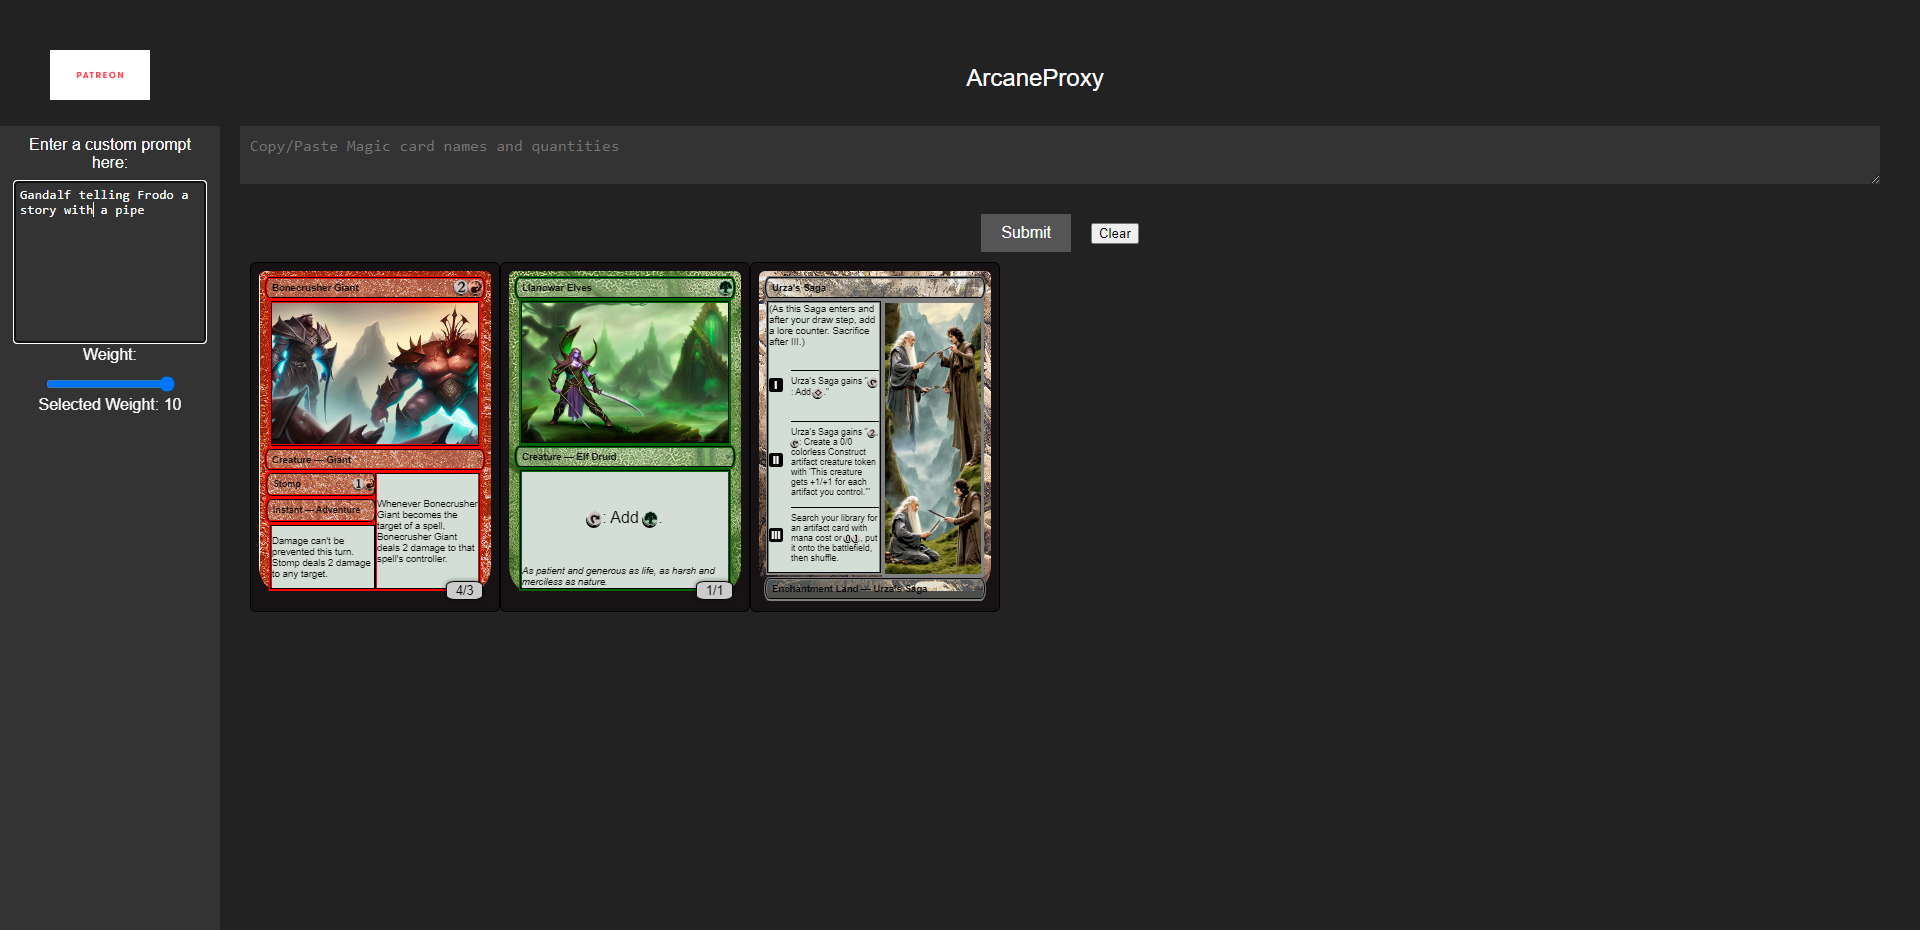 PATREON
ArcaneProxy
Enter a custom prompt
here:
Gandalf telling Frodo a
story with a pipe
Weight:
Selected Weight: 10
Copy/Paste Magic card names and quantities
Submit
Clear
Bonecrusher Giant
2
Creature — Giant
Stomp
1
Instant — Adventure
Damage can't be
prevented this turn.
Stomp deals 2 damage
to any target.
Whenever Bonecrusher
Giant becomes the
target of a spell,
Bonecrusher Giant
deals 2 damage to that
spell's controller.
4/3
Llanowar Elves
Creature — Elf Druid
: Add .
As patient and generous as life, as harsh and
merciless as nature.
1/1
Urza's Saga
(As this Saga enters and
after your draw step, add
a lore counter. Sacrifice
after III.)
I
Urza's Saga gains "
: Add ."
II
Urza's Saga gains "2,
: Create a 0/0
colorless Construct
artifact creature token
with 'This creature
gets +1/+1 for each
artifact you control.'"
III
Search your library for
an artifact card with
mana cost or 0 1, put
it onto the battlefield,
then shuffle.
Enchantment Land — Urza's Saga